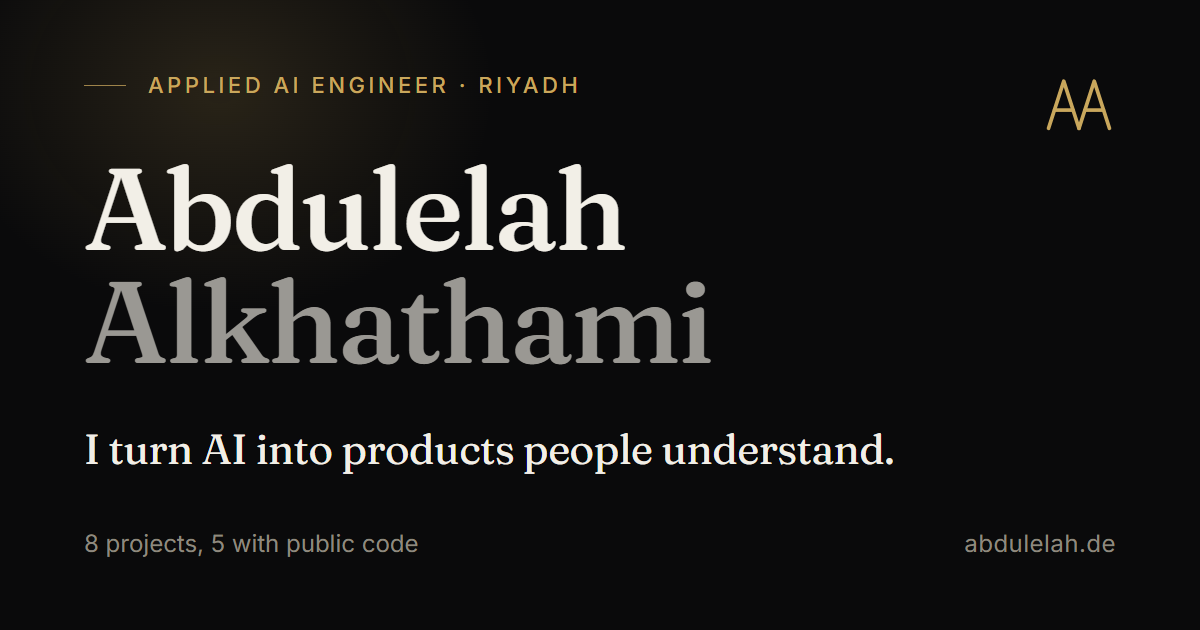 APPLIED AI ENGINEER · RIYADH
AA
Abdulelah
Alkhathami
I turn AI into products people understand.
8 projects, 5 with public code
abdulelah.de